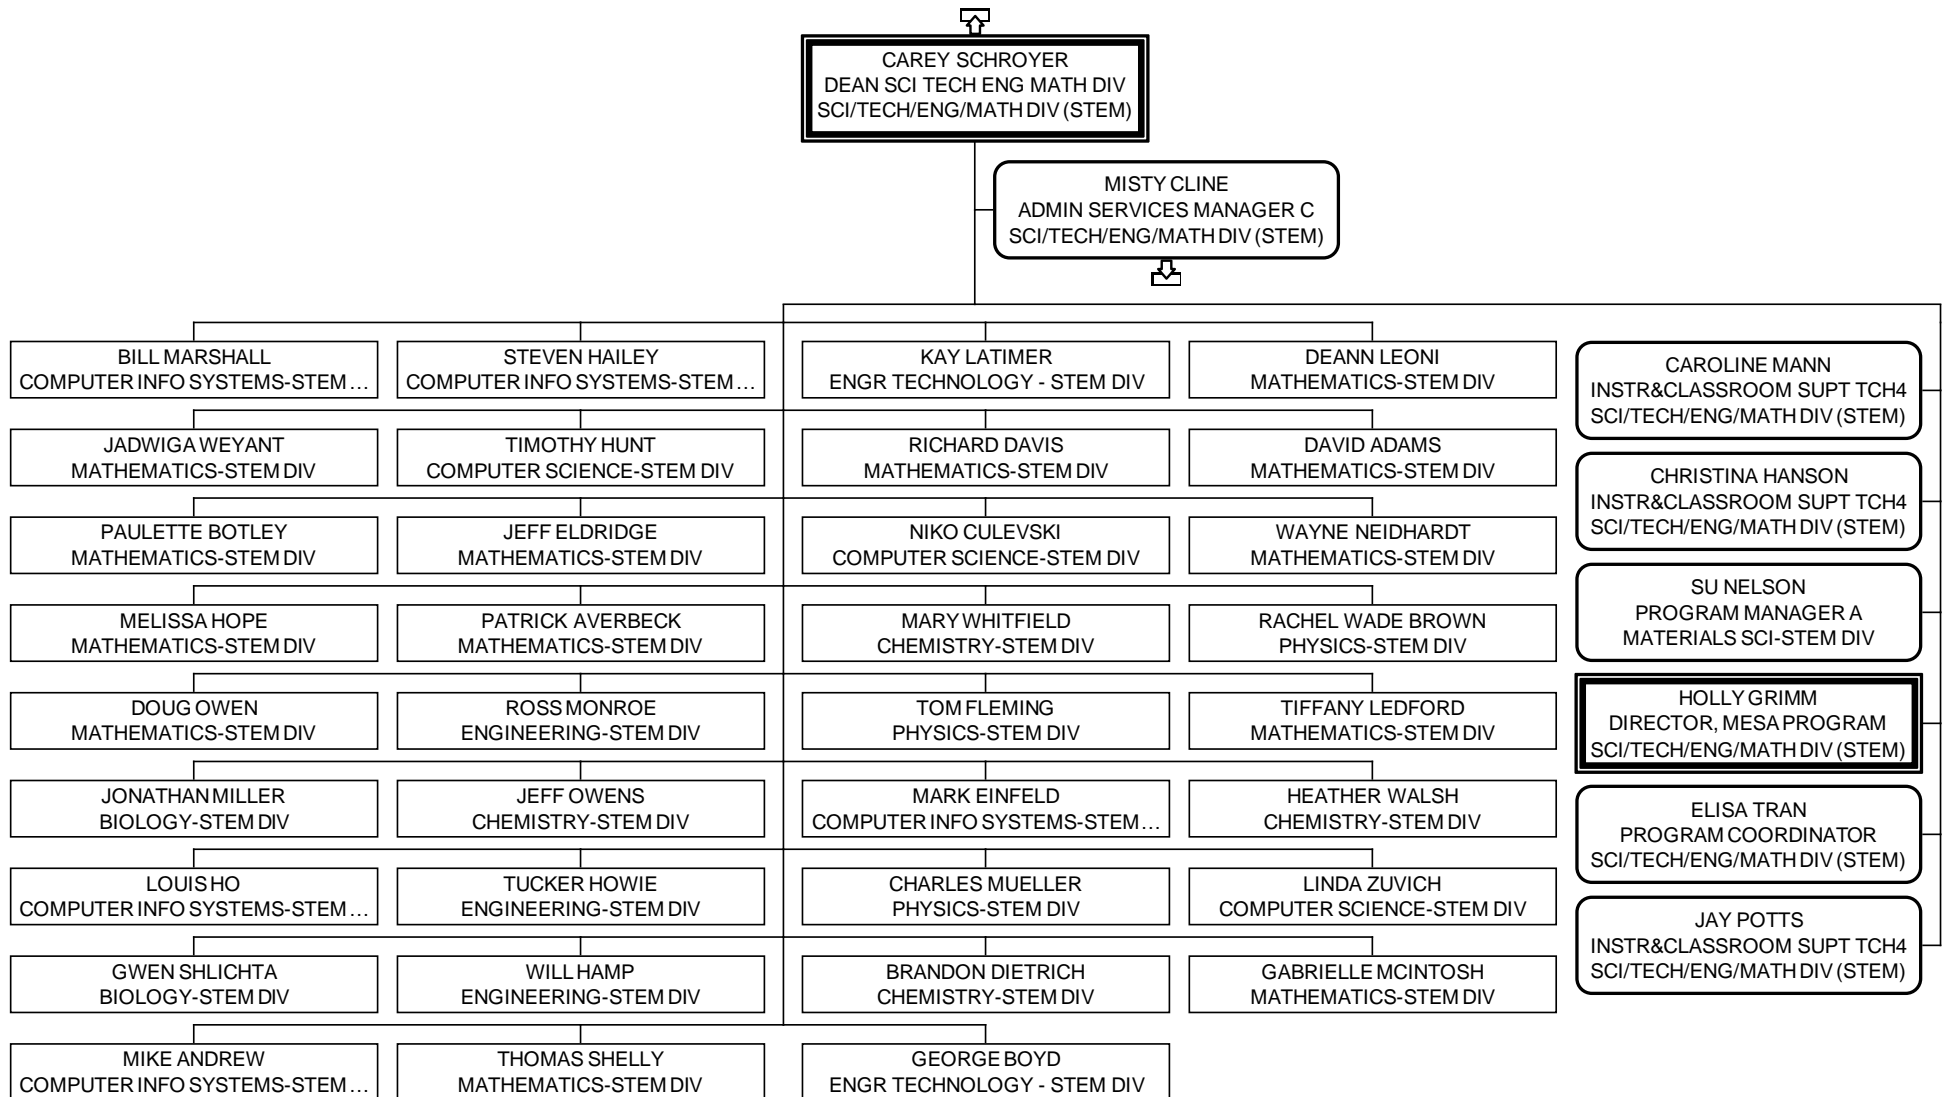 CAREY SCHROYER
DEAN SCI TECH ENG MATH DIV
SCI/TECH/ENG/MATH DIV (STEM)
MISTY CLINE
ADMIN SERVICES MANAGER C
SCI/TECH/ENG/MATH DIV (STEM)
BILL MARSHALL
COMPUTER INFO SYSTEMS-STEM…
STEVEN HAILEY
COMPUTER INFO SYSTEMS-STEM…
KAY LATIMER
ENGR TECHNOLOGY - STEM DIV
DEANN LEONI
MATHEMATICS-STEM DIV
JADWIGA WEYANT
MATHEMATICS-STEM DIV
TIMOTHY HUNT
COMPUTER SCIENCE-STEM DIV
RICHARD DAVIS
MATHEMATICS-STEM DIV
DAVID ADAMS
MATHEMATICS-STEM DIV
PAULETTE BOTLEY
MATHEMATICS-STEM DIV
JEFF ELDRIDGE
MATHEMATICS-STEM DIV
NIKO CULEVSKI
COMPUTER SCIENCE-STEM DIV
WAYNE NEIDHARDT
MATHEMATICS-STEM DIV
MELISSA HOPE
MATHEMATICS-STEM DIV
PATRICK AVERBECK
MATHEMATICS-STEM DIV
MARY WHITFIELD
CHEMISTRY-STEM DIV
RACHEL WADE BROWN
PHYSICS-STEM DIV
DOUG OWEN
MATHEMATICS-STEM DIV
ROSS MONROE
ENGINEERING-STEM DIV
TOM FLEMING
PHYSICS-STEM DIV
TIFFANY LEDFORD
MATHEMATICS-STEM DIV
JONATHAN MILLER
BIOLOGY-STEM DIV
JEFF OWENS
CHEMISTRY-STEM DIV
MARK EINFELD
COMPUTER INFO SYSTEMS-STEM…
HEATHER WALSH
CHEMISTRY-STEM DIV
LOUIS HO
COMPUTER INFO SYSTEMS-STEM…
TUCKER HOWIE
ENGINEERING-STEM DIV
CHARLES MUELLER
PHYSICS-STEM DIV
LINDA ZUVICH
COMPUTER SCIENCE-STEM DIV
GWEN SHLICHTA
BIOLOGY-STEM DIV
WILL HAMP
ENGINEERING-STEM DIV
BRANDON DIETRICH
CHEMISTRY-STEM DIV
GABRIELLE MCINTOSH
MATHEMATICS-STEM DIV
MIKE ANDREW
COMPUTER INFO SYSTEMS-STEM…
THOMAS SHELLY
MATHEMATICS-STEM DIV
GEORGE BOYD
ENGR TECHNOLOGY - STEM DIV
CAROLINE MANN
INSTR&CLASSROOM SUPT TCH4
SCI/TECH/ENG/MATH DIV (STEM)
CHRISTINA HANSON
INSTR&CLASSROOM SUPT TCH4
SCI/TECH/ENG/MATH DIV (STEM)
SU NELSON
PROGRAM MANAGER A
MATERIALS SCI-STEM DIV
HOLLY GRIMM
DIRECTOR, MESA PROGRAM
SCI/TECH/ENG/MATH DIV (STEM)
ELISA TRAN
PROGRAM COORDINATOR
SCI/TECH/ENG/MATH DIV (STEM)
JAY POTTS
INSTR&CLASSROOM SUPT TCH4
SCI/TECH/ENG/MATH DIV (STEM)